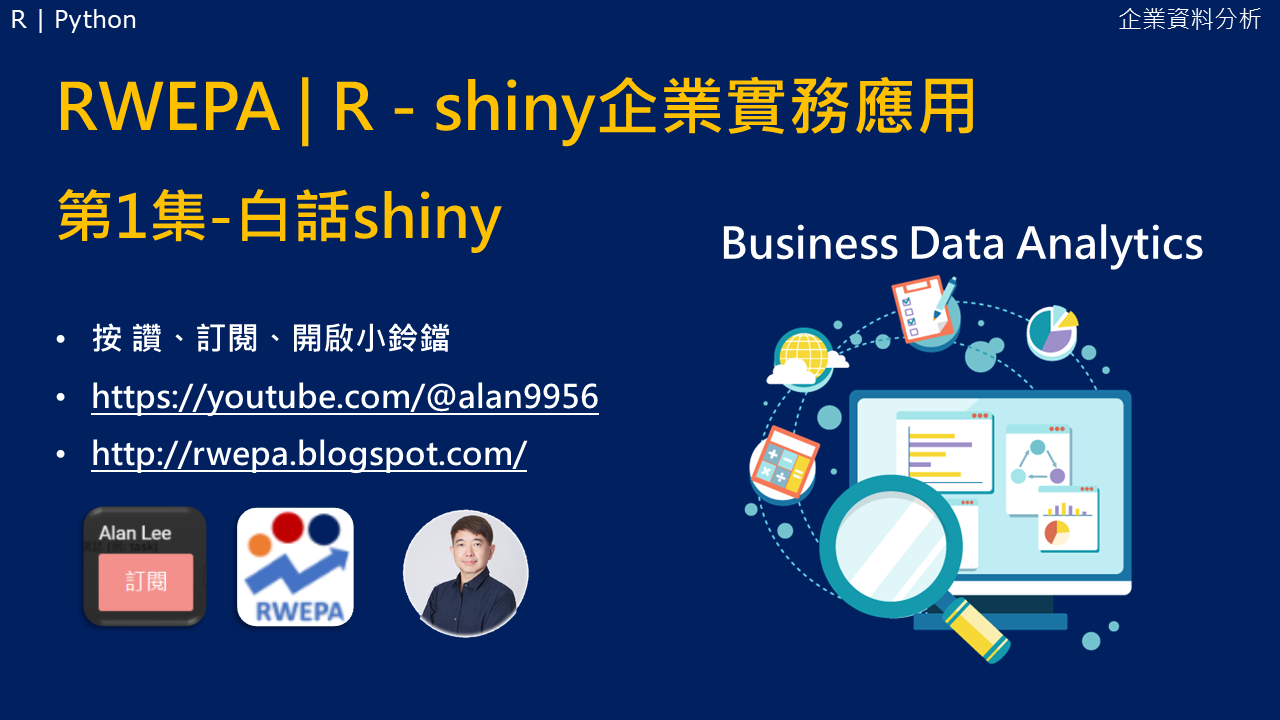 R | Python
企業資料分析
RWEPA | R - shiny企業實務應用
第1集-白話shiny
Business Data Analytics
• 按 讚、訂閱、開啟小鈴鐺
• https://youtube.com/@alan9956
• http://rwepa.blogspot.com/
Alan Lee
訂閱
RWEPA